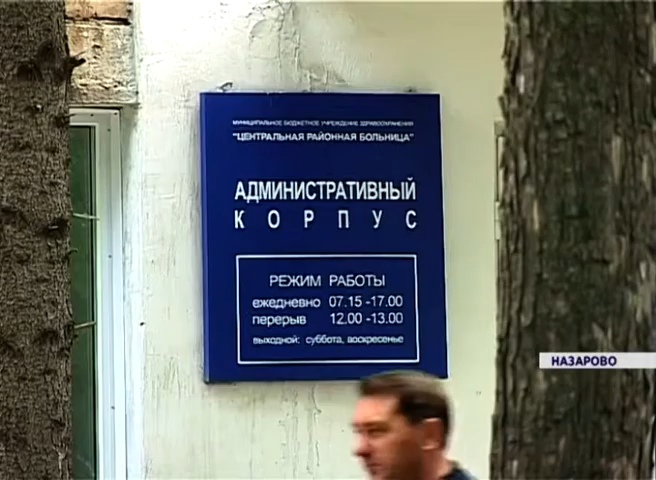 МУНИЦИПАЛЬНОЕ БЮДЖЕТНОЕ УЧРЕЖДЕНИЕ ЗДРАВООХРАНЕНИЯ
"ЦЕНТРАЛЬНАЯ РАЙОННАЯ БОЛЬНИЦА"
АДМИНИСТРАТИВНЫЙ
КОРПУС
РЕЖИМ РАБОТЫ
ежедневно 07.15 -17.00
перерыв 12.00 -13.00
выходной: суббота, воскресенье
НАЗАРОВО